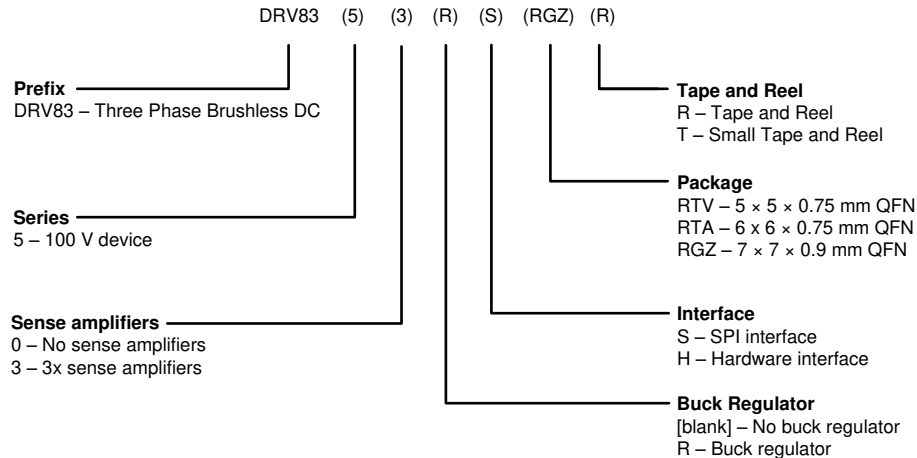 DRV83 (5) (3) (R) (S) (RGZ) (R)
Prefix
DRV83 – Three Phase Brushless DC
Series
5 – 100 V device
Sense amplifiers
0 – No sense amplifiers
3 – 3x sense amplifiers
Tape and Reel
R – Tape and Reel
T – Small Tape and Reel
Package
RTV – 5 × 5 × 0.75 mm QFN
RTA – 6 x 6 × 0.75 mm QFN
RGZ – 7 × 7 × 0.9 mm QFN
Interface
S – SPI interface
H – Hardware interface
Buck Regulator
[blank] – No buck regulator
R – Buck regulator